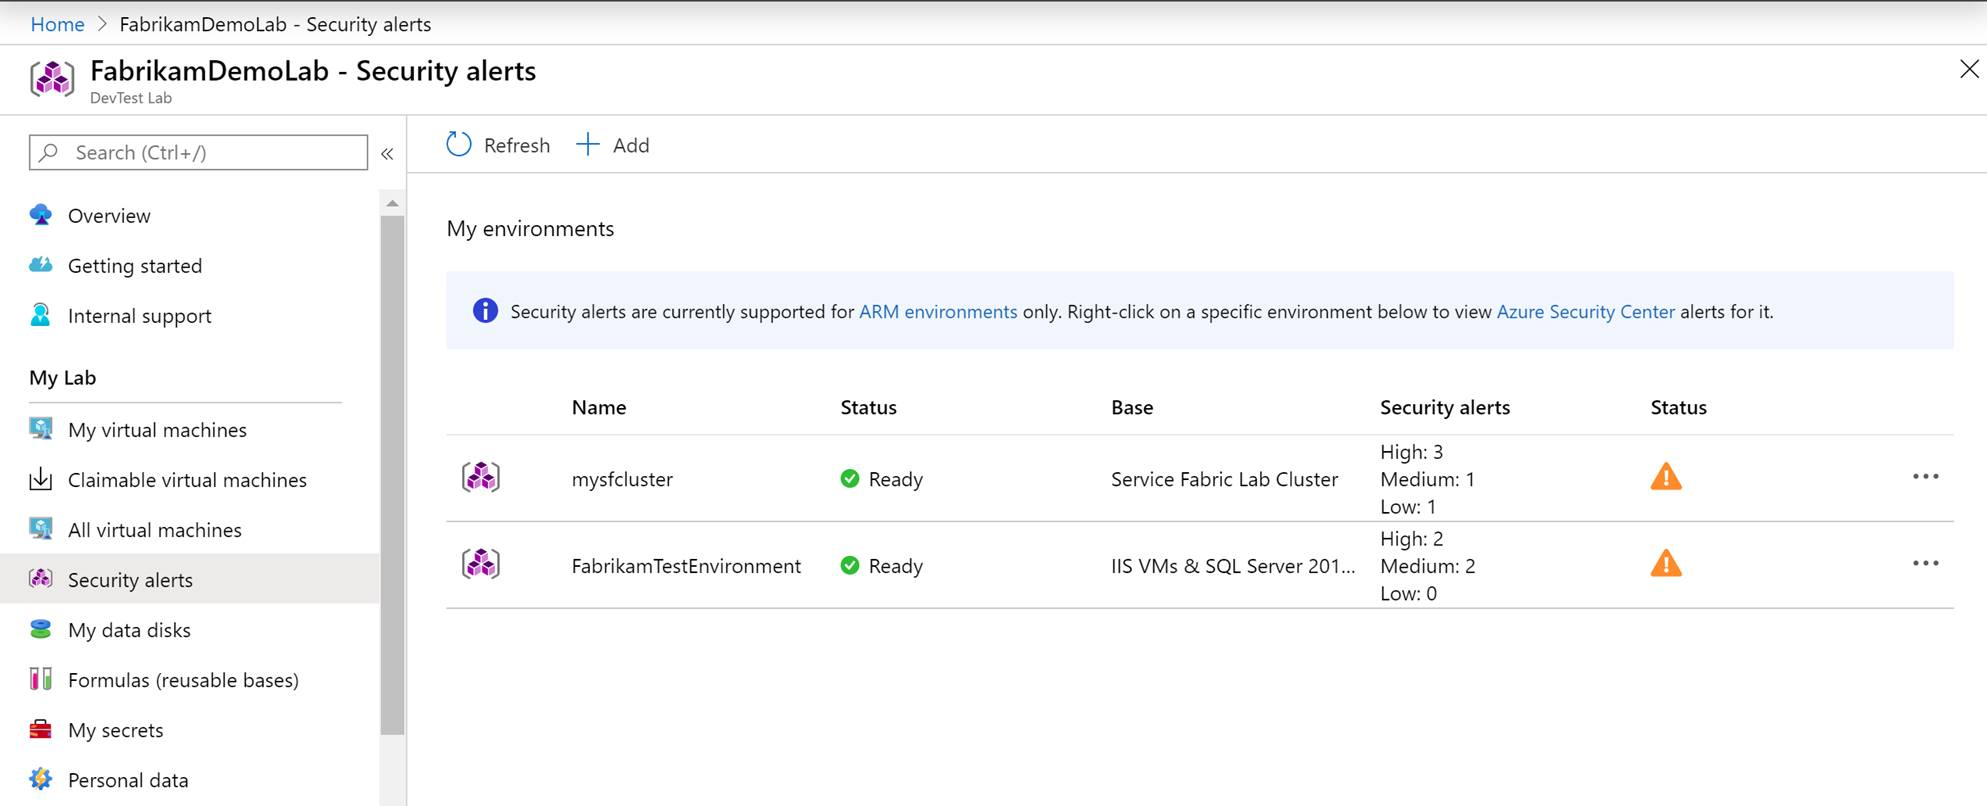 Home > FabrikamDemoLab - Security alerts
FabrikamDemoLab - Security alerts
DevTest Lab
Search (Ctrl+/)
«
Overview
Getting started
Internal support
My Lab
My virtual machines
Claimable virtual machines
All virtual machines
Security alerts
My data disks
Formulas (reusable bases)
My secrets
Personal data
Refresh
Add
My environments
Security alerts are currently supported for ARM environments only. Right-click on a specific environment below to view Azure Security Center alerts for it.
Name Status Base Security alerts Status
High: 3
mysfcluster Ready Service Fabric Lab Cluster Medium: 1
Low: 1
High: 2
FabrikamTestEnvironment Ready IIS VMs & SQL Server 201... Medium: 2
Low: 0